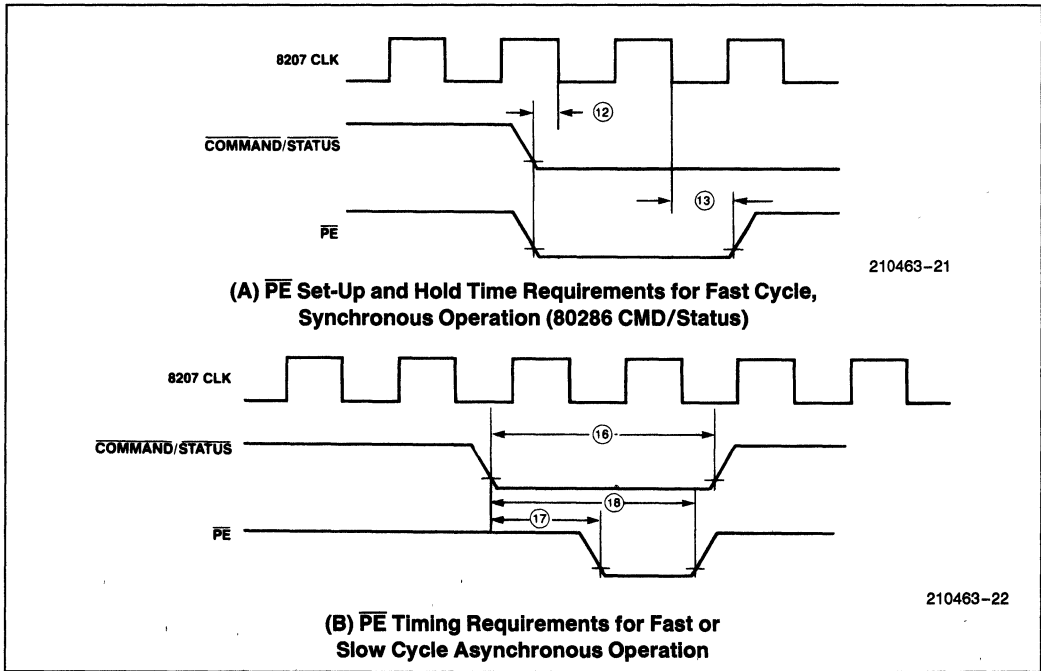 8207 CLK
⑫
COMMAND/STATUS
⑬
PE
210463–21
(A) PE Set-Up and Hold Time Requirements for Fast Cycle,
Synchronous Operation (80286 CMD/Status)
8207 CLK
⑯
COMMAND/STATUS
⑱
⑰
PE
210463–22
(B) PE Timing Requirements for Fast or
Slow Cycle Asynchronous Operation